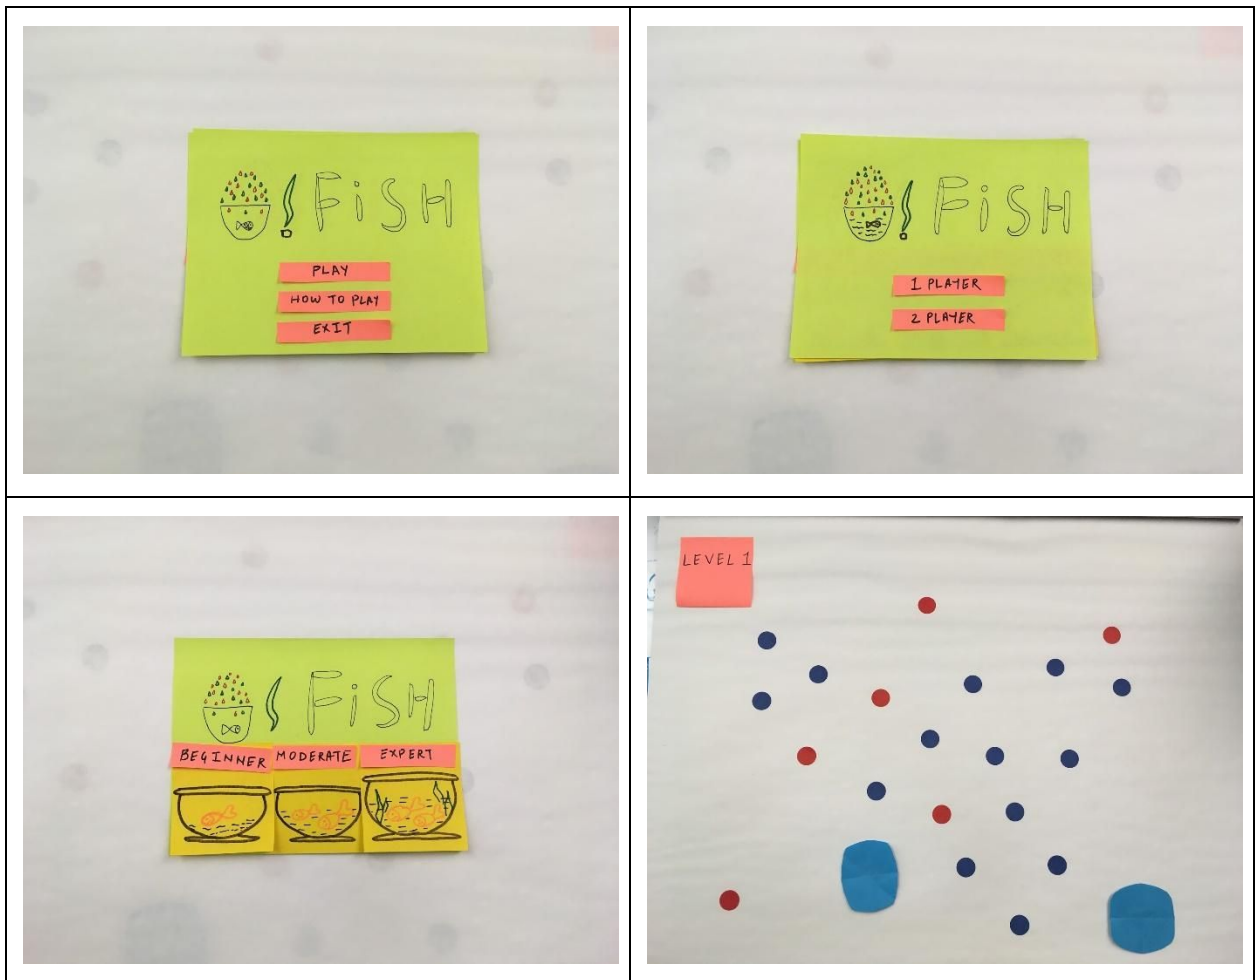 FiSH
PLAY
HOW TO PLAY
EXIT
FiSH
1 PLAYER
2 PLAYER
FiSH
BEGINNER MODERATE EXPERT
LEVEL 1